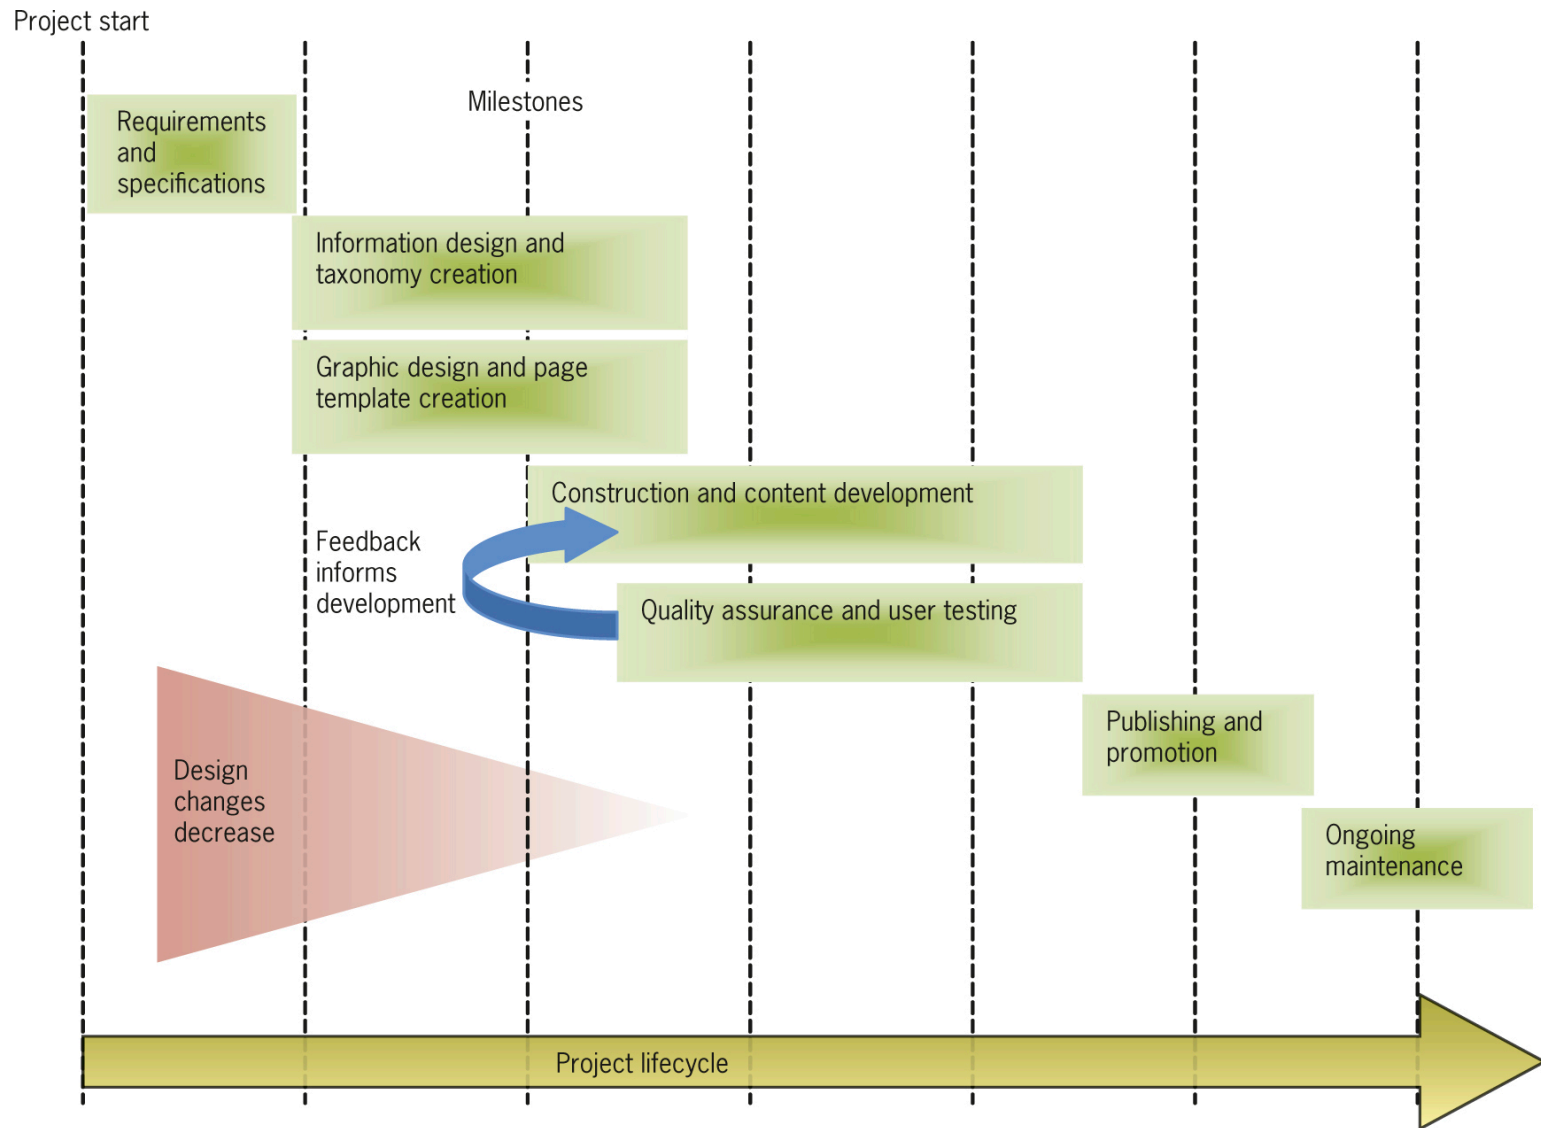 Project start
Milestones
Requirements
and
specifications
Information design and
taxonomy creation
Graphic design and page
template creation
Construction and content development
Feedback
informs
development
Quality assurance and user testing
Publishing and
promotion
Design
changes
decrease
Ongoing
maintenance
Project lifecycle